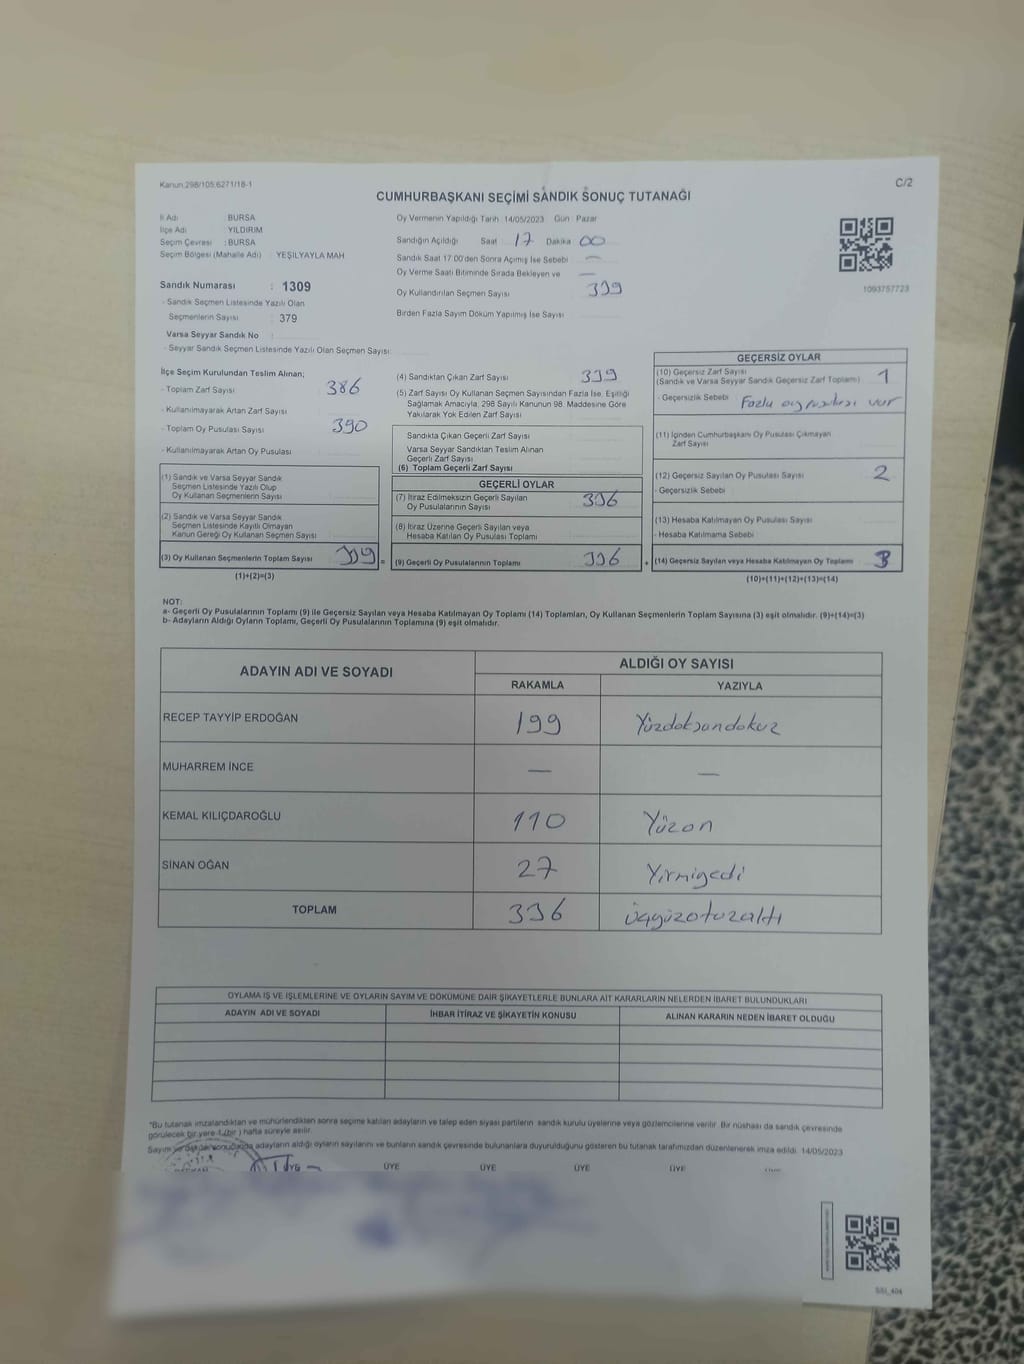 Kanun:298/105;6271/18-1
C/2
CUMHURBAŞKANI SEÇİMİ SANDIK SONUÇ TUTANAĞI
İl Adı : BURSA
İlçe Adı : YILDIRIM
Seçim Çevresi : BURSA
Seçim Bölgesi (Mahalle Adı) : YEŞİLYAYLA MAH
Sandık Numarası : 1309
- Sandık Seçmen Listesinde Yazılı Olan
Seçmenlerin Sayısı : 379
Varsa Seyyar Sandık No :
- Seyyar Sandık Seçmen Listesinde Yazılı Olan Seçmen Sayısı
Oy Vermenin Yapıldığı Tarih 14/05/2023 Gün : Pazar
Sandığın Açıldığı Saat 17 Dakika 00
Sandık Saat 17.00'den Sonra Açımış İse Sebebi —
Oy Verme Saati Bitiminde Sırada Bekleyen ve —
Oy Kullandırılan Seçmen Sayısı 339
Birden Fazla Sayım Döküm Yapılmış İse Sayısı
1093757723
İlçe Seçim Kurulundan Teslim Alınan;
- Toplam Zarf Sayısı 386
- Kullanılmayarak Artan Zarf Sayısı
- Toplam Oy Pusulası Sayısı 390
- Kullanılmayarak Artan Oy Pusulası
(1) Sandık ve Varsa Seyyar Sandık
Seçmen Listesinde Yazılı Olup
Oy Kullanan Seçmenlerin Sayısı
(2) Sandık ve Varsa Seyyar Sandık
Seçmen Listesinde Kayıtlı Olmayan
Kanun Gereği Oy Kullanan Seçmen Sayısı
(3) Oy Kullanan Seçmenlerin Toplam Sayısı 339 =
(1)+(2)=(3)
(4) Sandıktan Çıkan Zarf Sayısı 339
(5) Zarf Sayısı Oy Kullanan Seçmen Sayısından Fazla İse, Eşitliği
Sağlamak Amacıyla, 298 Sayılı Kanunun 98. Maddesine Göre
Yakılarak Yok Edilen Zarf Sayısı
Sandıkta Çıkan Geçerli Zarf Sayısı
Varsa Seyyar Sandıktan Teslim Alınan
Geçerli Zarf Sayısı
(6) Toplam Geçerli Zarf Sayısı
GEÇERLİ OYLAR
(7) İtiraz Edilmeksizin Geçerli Sayılan
Oy Pusulalarının Sayısı 336
(8) İtiraz Üzerine Geçerli Sayılan veya
Hesaba Katılan Oy Pusulası Toplamı
(9) Geçerli Oy Pusulalarının Toplamı 336 +
GEÇERSİZ OYLAR
(10) Geçersiz Zarf Sayısı 1
(Sandık ve Varsa Seyyar Sandık Geçersiz Zarf Toplamı)
- Geçersizlik Sebebi Fazla oy pusulası var
(11) İçinden Cumhurbaşkanı Oy Pusulası Çıkmayan
Zarf Sayısı
(12) Geçersiz Sayılan Oy Pusulası Sayısı 2
- Geçersizlik Sebebi
(13) Hesaba Katılmayan Oy Pusulası Sayısı
- Hesaba Katılmama Sebebi
(14) Geçersiz Sayılan veya Hesaba Katılmayan Oy Toplamı 3
(10)+(11)+(12)+(13)=(14)
NOT:
a- Geçerli Oy Pusulalarının Toplamı (9) ile Geçersiz Sayılan veya Hesaba Katılmayan Oy Toplamı (14) Toplamları, Oy Kullanan Seçmenlerin Toplam Sayısına (3) eşit olmalıdır. (9)+(14)=(3)
b- Adayların Aldığı Oyların Toplamı, Geçerli Oy Pusulalarının Toplamına (9) eşit olmalıdır.
ADAYIN ADI VE SOYADI
ALDIĞI OY SAYISI
RAKAMLA YAZIYLA
RECEP TAYYİP ERDOĞAN 199 Yüzdoksandokuz
MUHARREM İNCE — —
KEMAL KILIÇDAROĞLU 110 Yüzon
SİNAN OĞAN 27 Yirmiyedi
TOPLAM 336 üçyüzotuzaltı
OYLAMA İŞ VE İŞLEMLERİNE VE OYLARIN SAYIM VE DÖKÜMÜNE DAİR ŞİKAYETLERLE BUNLARA AİT KARARLARIN NELERDEN İBARET BULUNDUKLARI
ADAYIN ADI VE SOYADI İHBAR İTİRAZ VE ŞİKAYETİN KONUSU ALINAN KARARIN NEDEN İBARET OLDUĞU
"Bu tutanak imzalandıktan ve mühürlendikten sonra seçime katılan adayların ve talep eden siyasi partilerin sandık kurulu üyelerine veya gözlemcilerine verilir. Bir nüshası da sandık çevresinde
görülecek bir yere 1 (bir ) hafta süreyle asılır.
Sayım ve döküm sonucunda adayların aldığı oyların sayılarını ve bunların sandık çevresinde bulunanlara duyurulduğunu gösteren bu tutanak tarafımızdan düzenlenerek imza edildi. 14/05/2023
ÜYE ÜYE ÜYE ÜYE